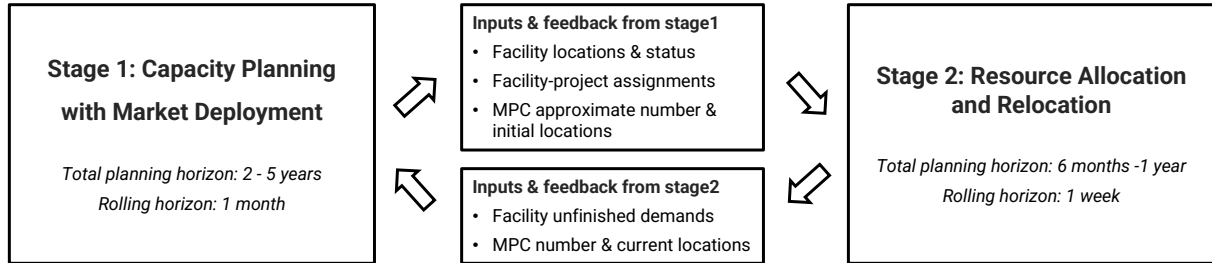 Stage 1: Capacity Planning
with Market Deployment
Total planning horizon: 2 - 5 years
Rolling horizon: 1 month
Inputs & feedback from stage1
• Facility locations & status
• Facility-project assignments
• MPC approximate number &
initial locations
Inputs & feedback from stage2
• Facility unfinished demands
• MPC number & current locations
Stage 2: Resource Allocation
and Relocation
Total planning horizon: 6 months -1 year
Rolling horizon: 1 week